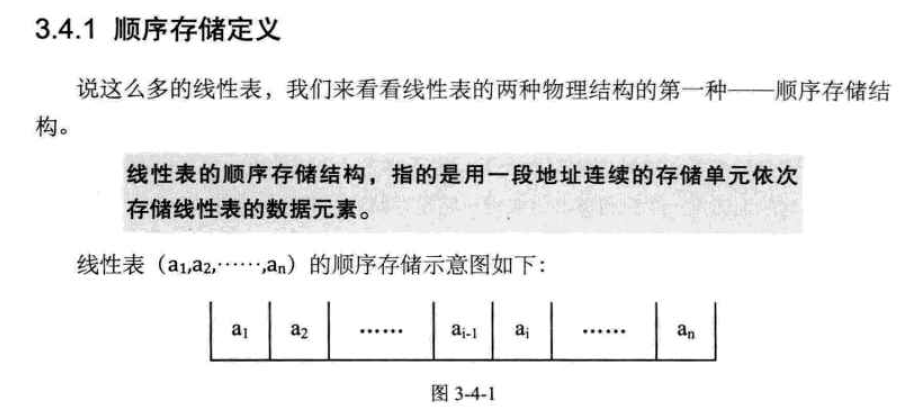 3.4.1 顺序存储定义
说这么多的线性表，我们来看看线性表的两种物理结构的第一种——顺序存储结
构。
线性表的顺序存储结构，指的是用一段地址连续的存储单元依次
存储线性表的数据元素。
线性表（a₁,a₂,……,aₙ）的顺序存储示意图如下：
a₁ a₂ …… aᵢ₋₁ aᵢ …… aₙ
图 3-4-1